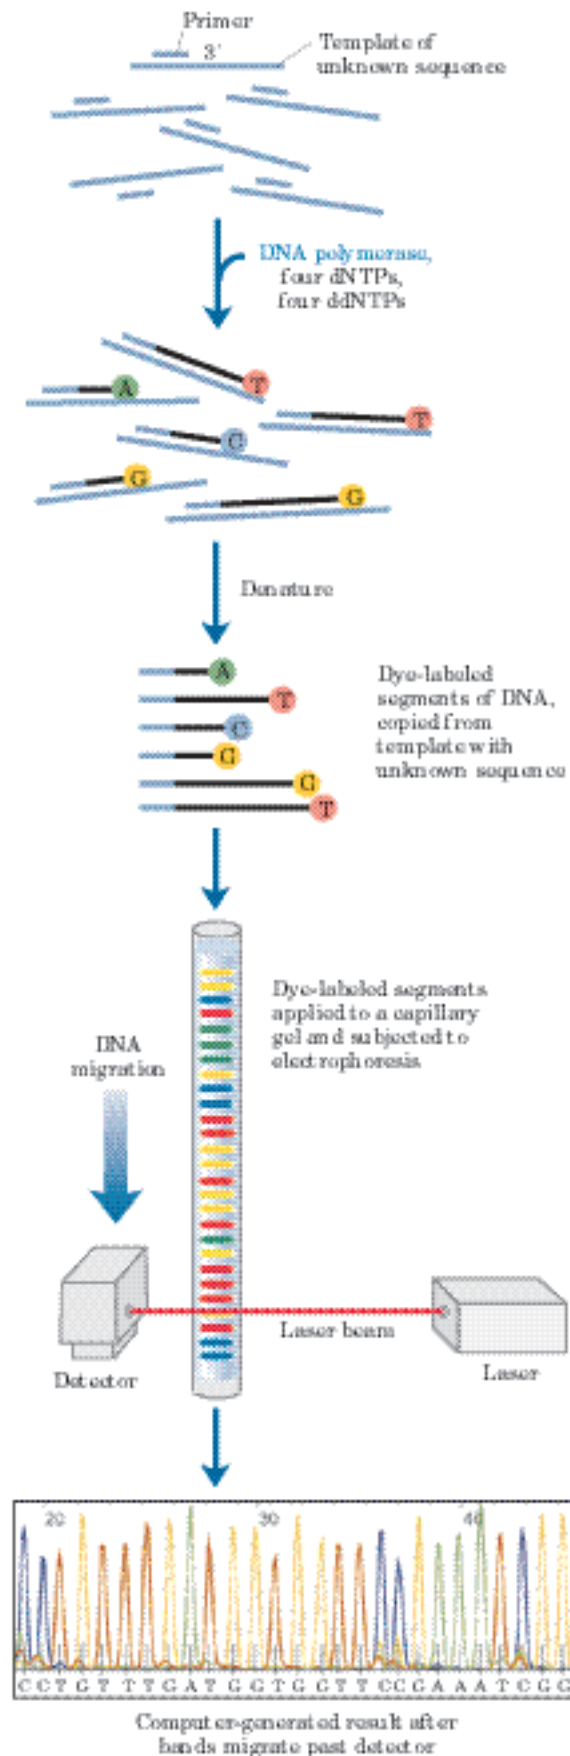 Primer
3'
Template of
unknown sequence
DNA polymerase,
four dNTPs,
four ddNTPs
A
T
T
C
G
G
Denature
A
T
C
G
G
T
Dye-labeled
segments of DNA,
copied from
template with
unknown sequence
Dye-labeled segments
applied to a capillary
gel and subjected to
electrophoresis
DNA
migration
Laser beam
Detector
Laser
20 30 40
C C T G T T T G A T G G T G G T T C C G A A A T C G G
Computer-generated result after
bands migrate past detector